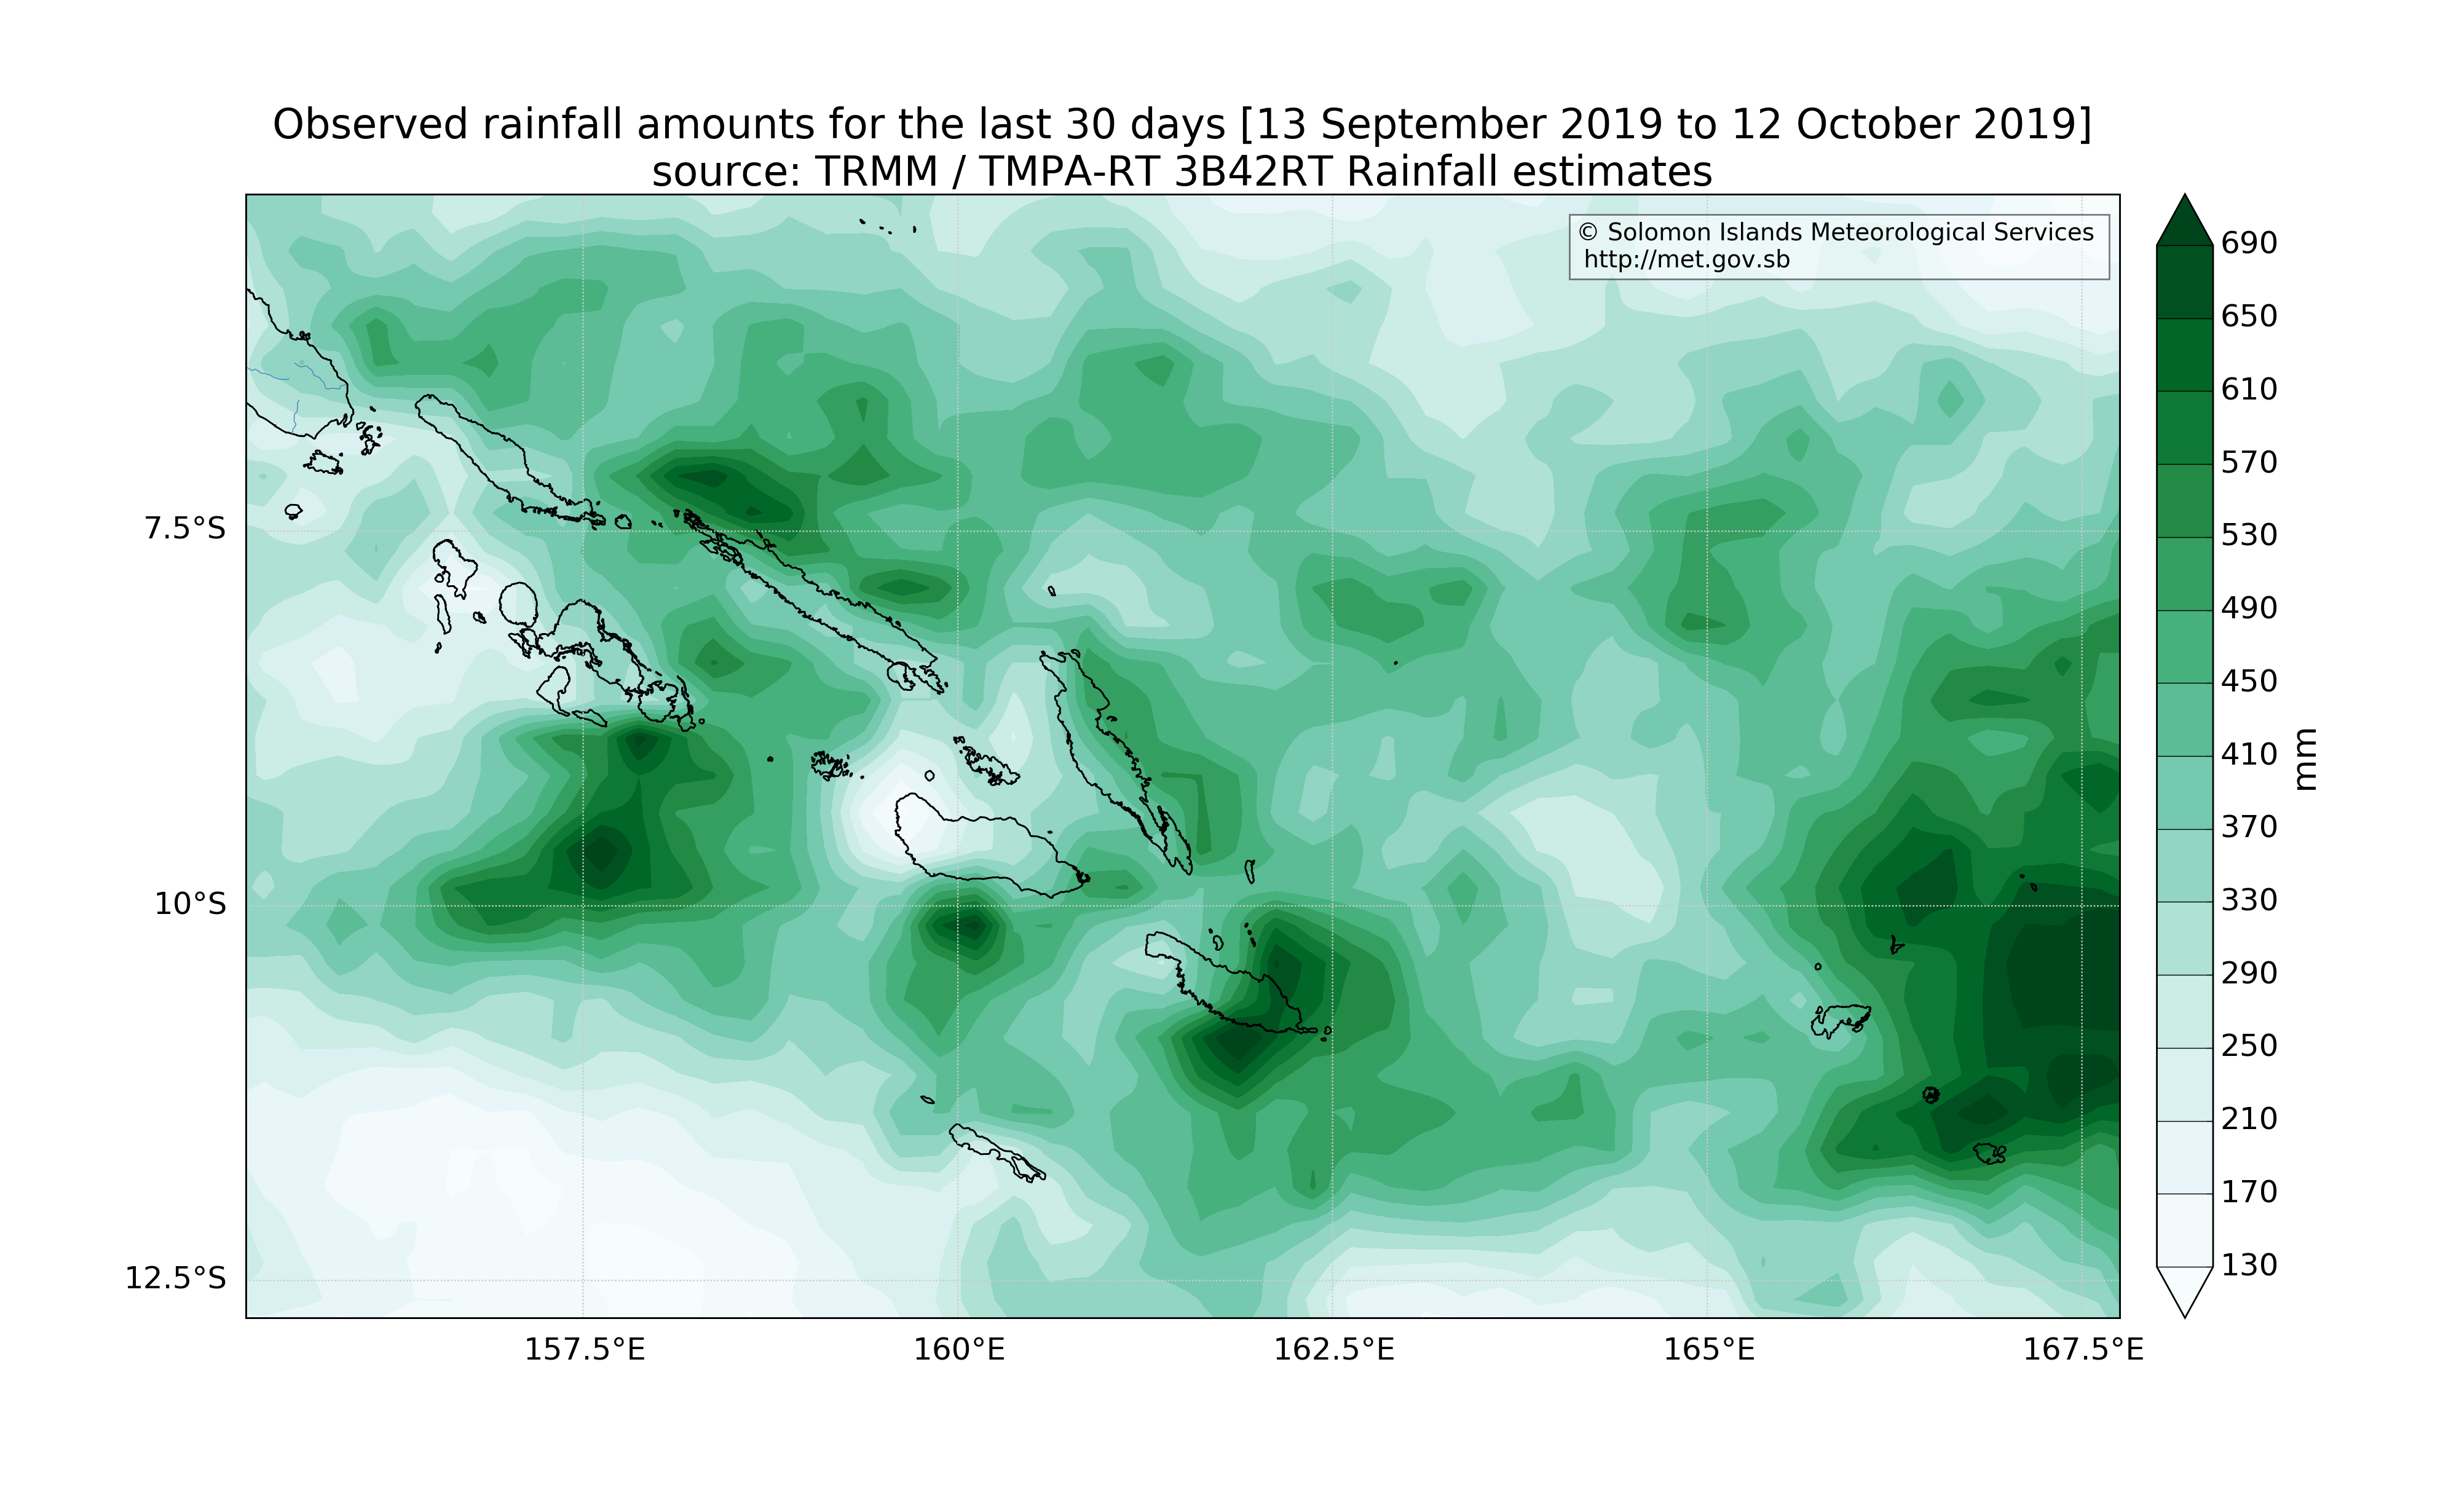 Observed rainfall amounts for the last 30 days [13 September 2019 to 12 October 2019]
source: TRMM / TMPA-RT 3B42RT Rainfall estimates
© Solomon Islands Meteorological Services
http://met.gov.sb
7.5°S
10°S
12.5°S
157.5°E
160°E
162.5°E
165°E
167.5°E
690
650
610
570
530
490
450
410
370
330
290
250
210
170
130
mm